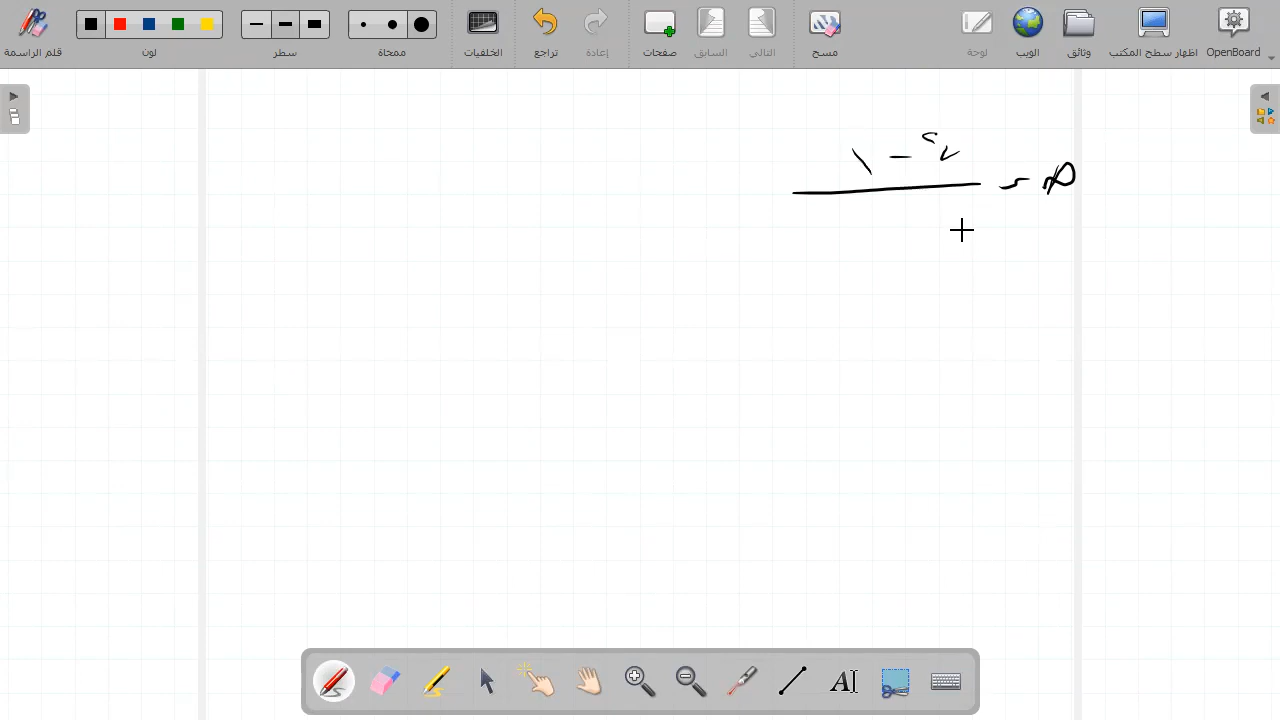 قلم الراسمة لون سطر ممحاة الخلفيات تراجع إعادة صفحات السابق التالي مسح لوحة الويب وثائق اظهار سطح المكتب OpenBoard